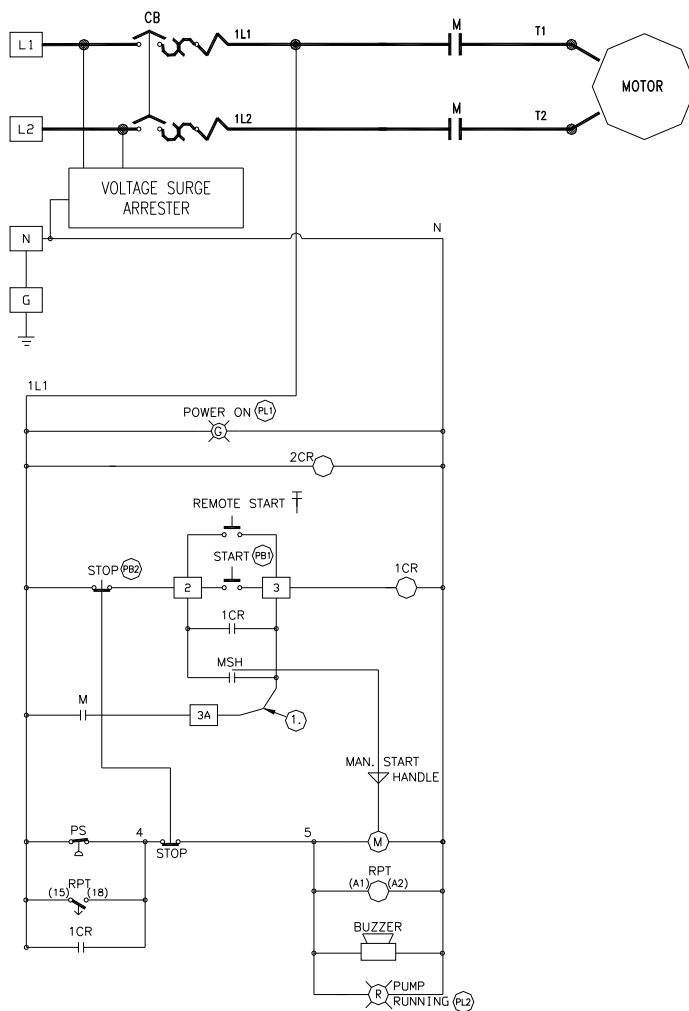 CB
L1
1L1
M
T1
MOTOR
L2
1L2
M
T2
VOLTAGE SURGE
ARRESTER
N
N
G
1L1
POWER ON PL1
G
2CR
REMOTE START
STOP PB2
START PB1
1CR
2
3
1CR
MSH
M
3A
1.
MAN. START
HANDLE
PS
4
STOP
5
M
RPT
(15) (18)
RPT
(A1) (A2)
1CR
BUZZER
R
PUMP
RUNNING PL2